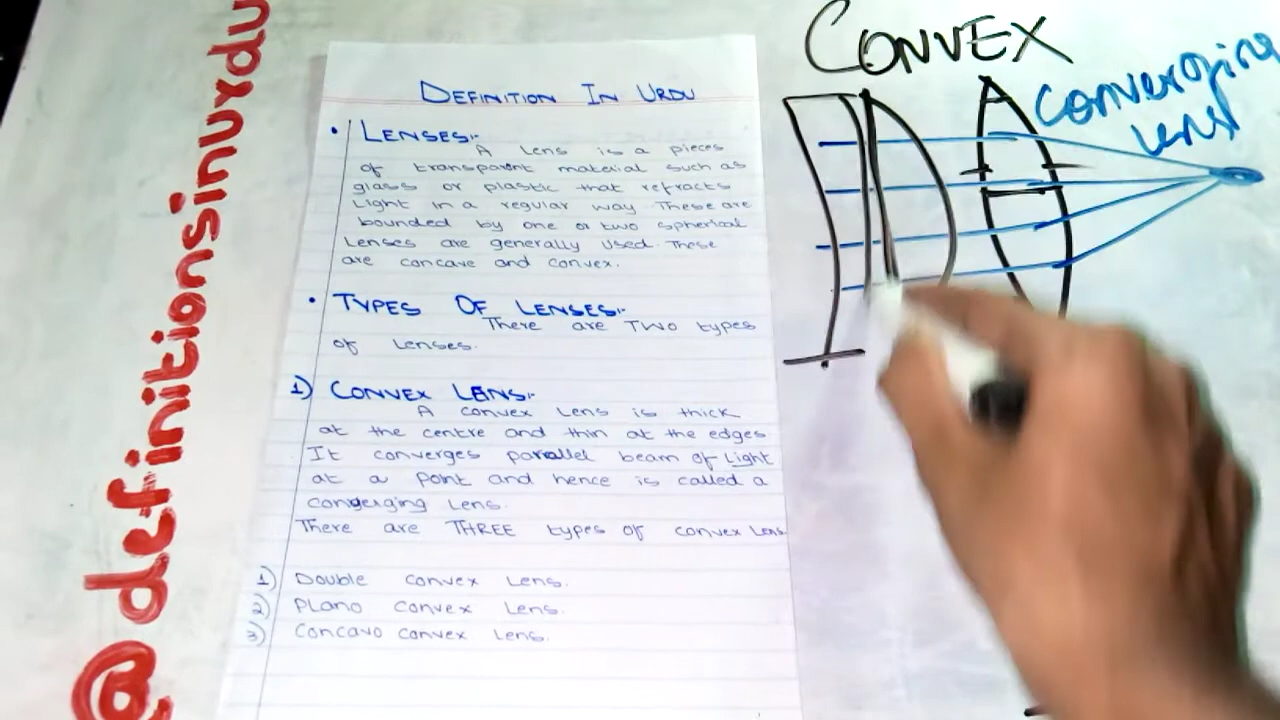 @definitionsinurdu
DEFINITION IN URDU
• LENSES:-
A Lens is a pieces
of transparent material such as
glass or plastic that refracts
Light in a regular way These are
bounded by one or two spherical
Lenses are generally used These
are concave and convex.
• TYPES OF LENSES:-
There are TWO types
of Lenses.
1) CONVEX LENS:-
A convex Lens is thick
at the centre and thin at the edges
It converges parallel beam of Light
at a point and hence is called a
converging Lens.
There are THREE types of convex Lens
1) Double convex Lens.
2) Plano convex Lens.
3) Concavo convex Lens.
CONVEX
Converging
Lens